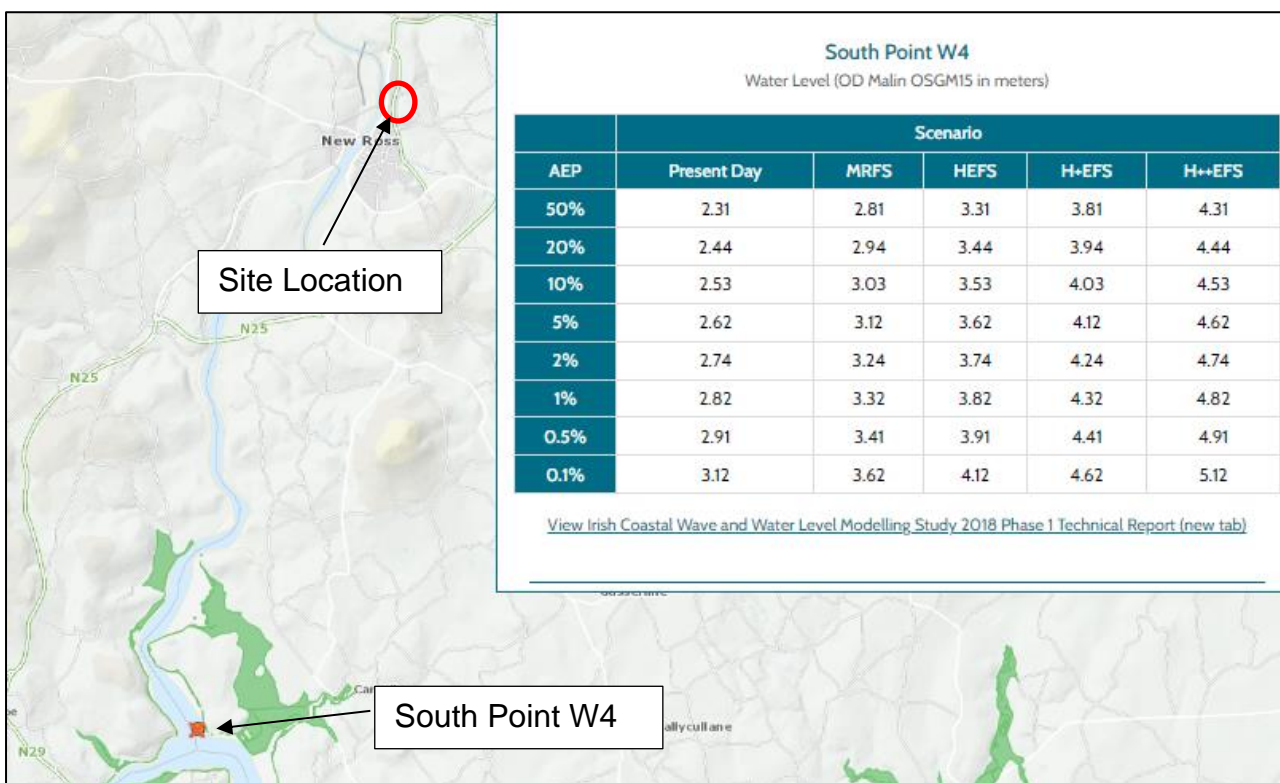 South Point W4
Water Level (OD Malin OSGM15 in meters)
Scenario
AEP Present Day MRFS HEFS H+EFS H++EFS
50% 2.31 2.81 3.31 3.81 4.31
20% 2.44 2.94 3.44 3.94 4.44
10% 2.53 3.03 3.53 4.03 4.53
5% 2.62 3.12 3.62 4.12 4.62
2% 2.74 3.24 3.74 4.24 4.74
1% 2.82 3.32 3.82 4.32 4.82
0.5% 2.91 3.41 3.91 4.41 4.91
0.1% 3.12 3.62 4.12 4.62 5.12
View Irish Coastal Wave and Water Level Modelling Study 2018 Phase 1 Technical Report (new tab)
New Ross
Site Location
N25
N25
South Point W4
allycullane
N29